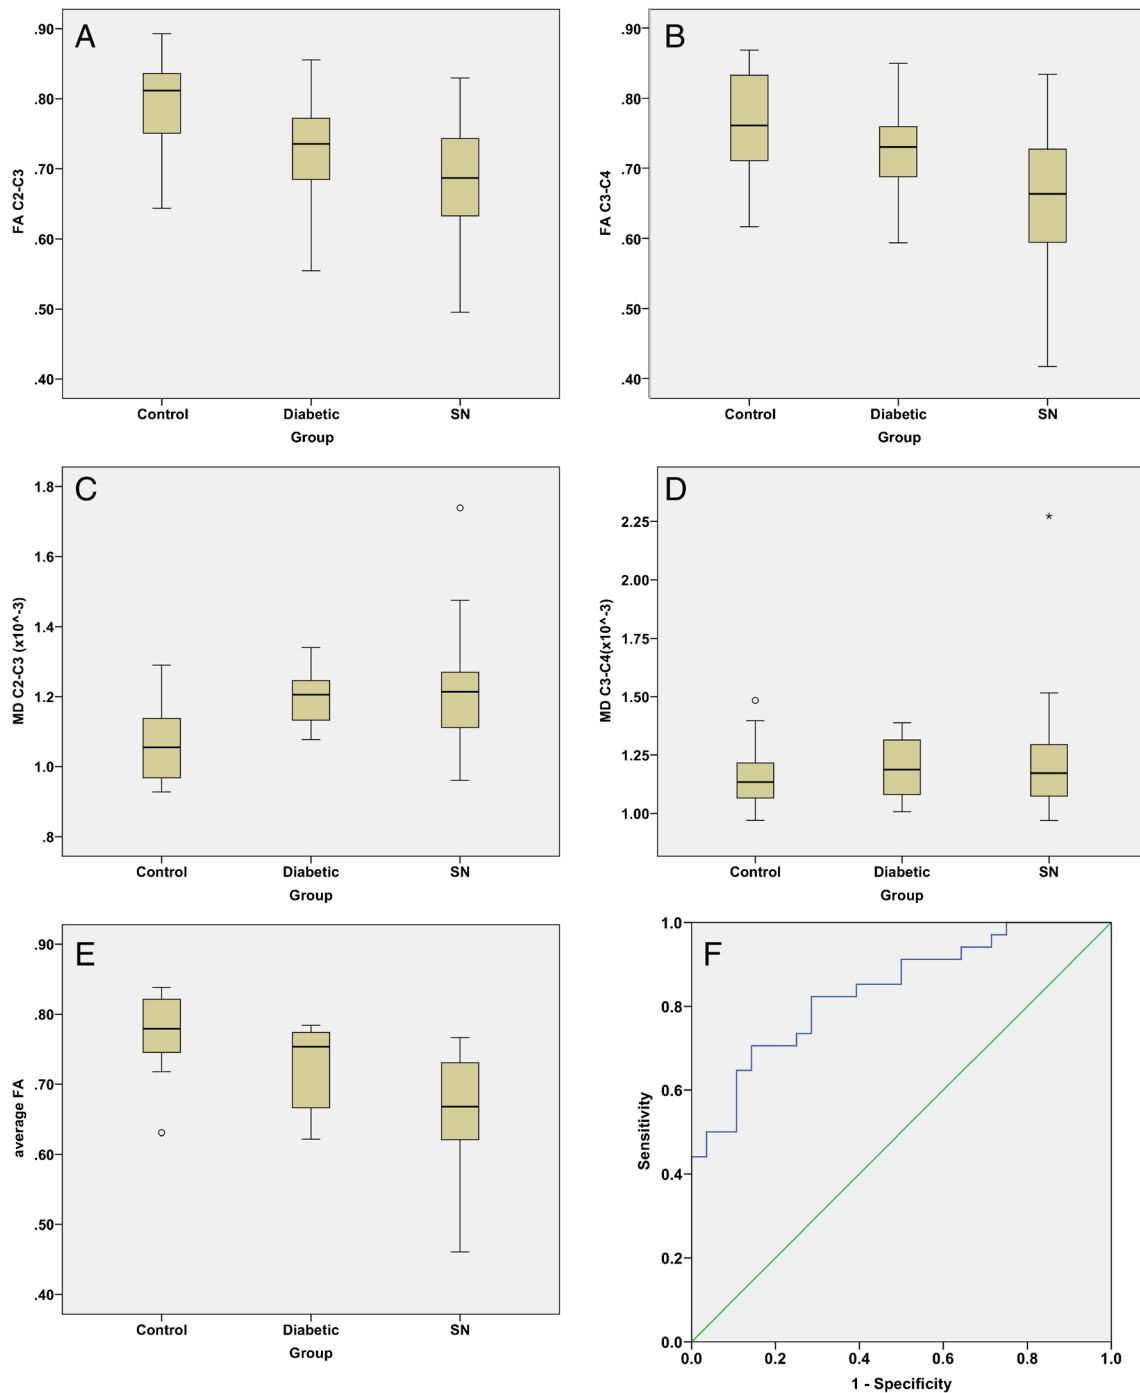 A
FA C2-C3
.90
.80
.70
.60
.50
.40
Control Diabetic SN
Group
B
FA C3-C4
.90
.80
.70
.60
.50
.40
Control Diabetic SN
Group
C
MD C2-C3 (x10^-3)
1.8
1.6
1.4
1.2
1.0
.8
Control Diabetic SN
Group
D
MD C3-C4(x10^-3)
2.25
2.00
1.75
1.50
1.25
1.00
*
Control Diabetic SN
Group
E
average FA
.90
.80
.70
.60
.50
.40
Control Diabetic SN
Group
F
Sensitivity
1.0
0.8
0.6
0.4
0.2
0.0
0.0 0.2 0.4 0.6 0.8 1.0
1 - Specificity